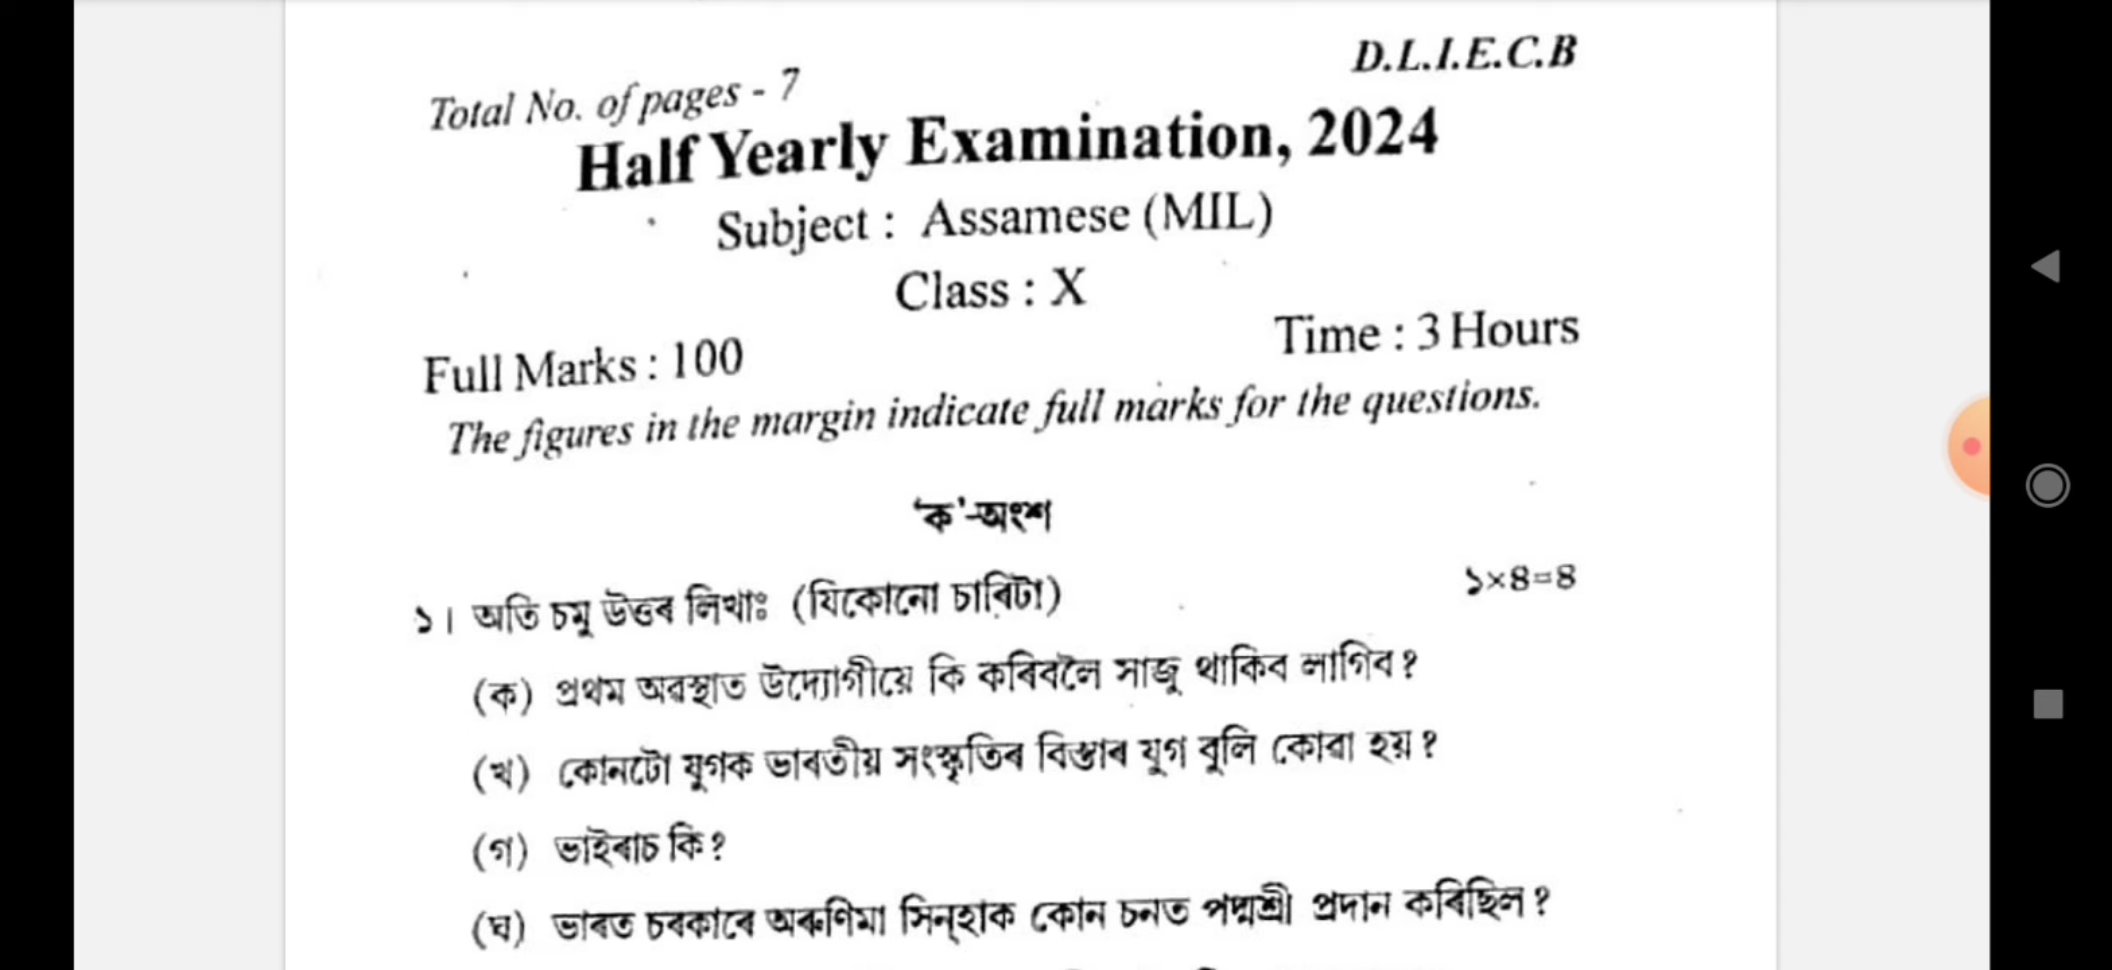 D.L.I.E.C.B
Total No. of pages - 7
Half Yearly Examination, 2024
Subject : Assamese (MIL)
Class : X
Full Marks : 100 Time : 3 Hours
The figures in the margin indicate full marks for the questions.
‘ক’-অংশ
১। অতি চমু উত্তৰ লিখাঃ (যিকোনো চাৰিটা) ১×৪=৪
(ক) প্ৰথম অৱস্থাত উদ্যোগীয়ে কি কৰিবলৈ সাজু থাকিব লাগিব?
(খ) কোনটো যুগক ভাৰতীয় সংস্কৃতিৰ বিস্তাৰ যুগ বুলি কোৱা হয়?
(গ) ভাইৰাচ কি?
(ঘ) ভাৰত চৰকাৰে অৰুণিমা সিন্‌হাক কোন চনত পদ্মশ্ৰী প্ৰদান কৰিছিল?